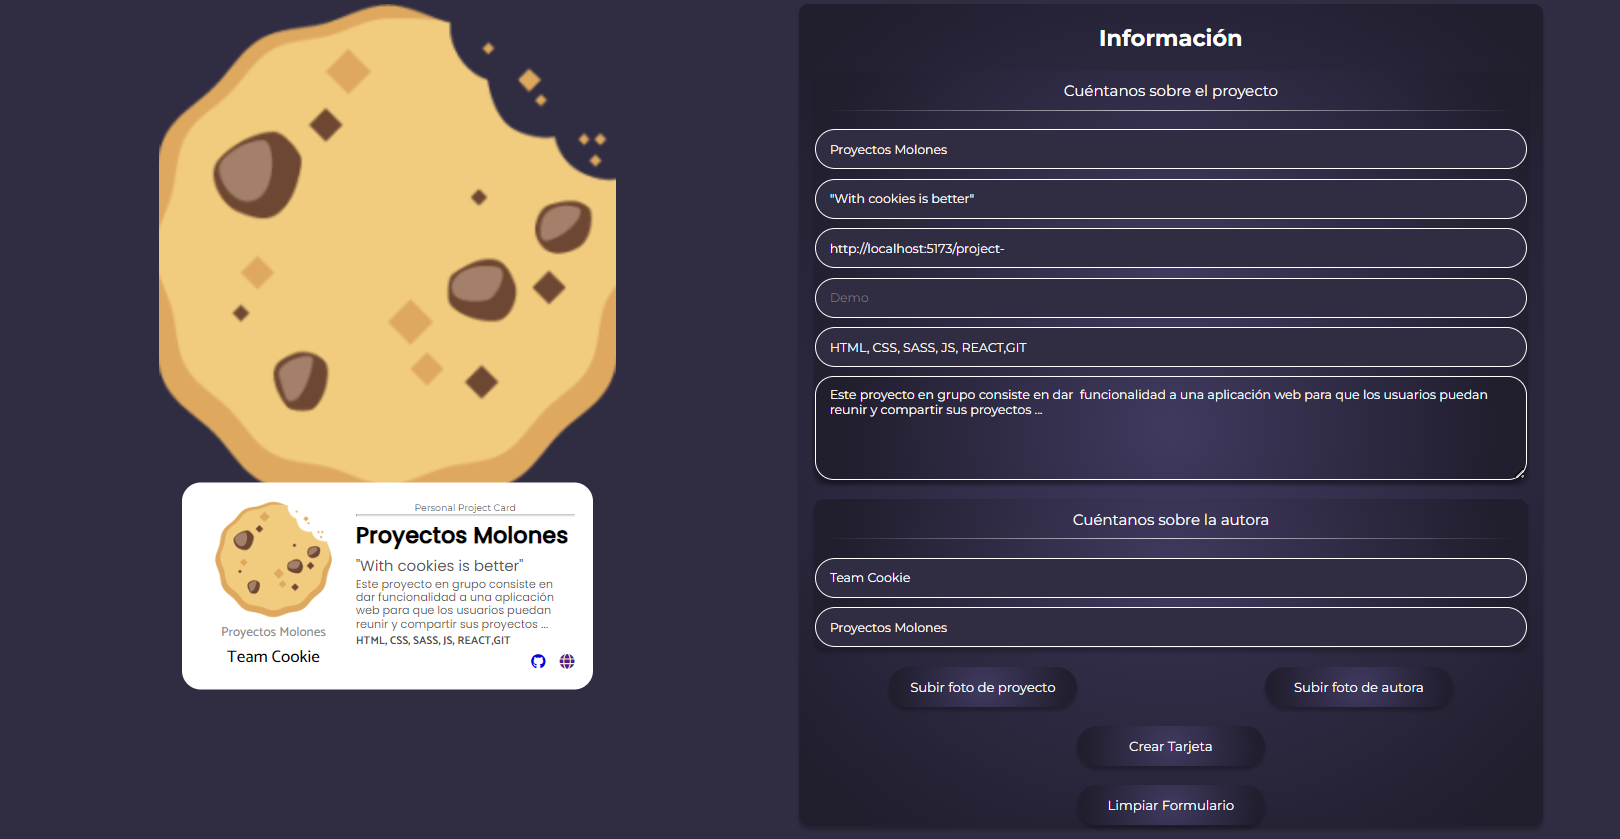 Personal Project Card
Proyectos Molones
"With cookies is better"
Este proyecto en grupo consiste en
dar funcionalidad a una aplicación
web para que los usuarios puedan
reunir y compartir sus proyectos ...
HTML, CSS, SASS, JS, REACT,GIT
Proyectos Molones
Team Cookie
Información
Cuéntanos sobre el proyecto
Proyectos Molones
"With cookies is better"
http://localhost:5173/project-
Demo
HTML, CSS, SASS, JS, REACT,GIT
Este proyecto en grupo consiste en dar  funcionalidad a una aplicación web para que los usuarios puedan
reunir y compartir sus proyectos ...
Cuéntanos sobre la autora
Team Cookie
Proyectos Molones
Subir foto de proyecto
Subir foto de autora
Crear Tarjeta
Limpiar Formulario